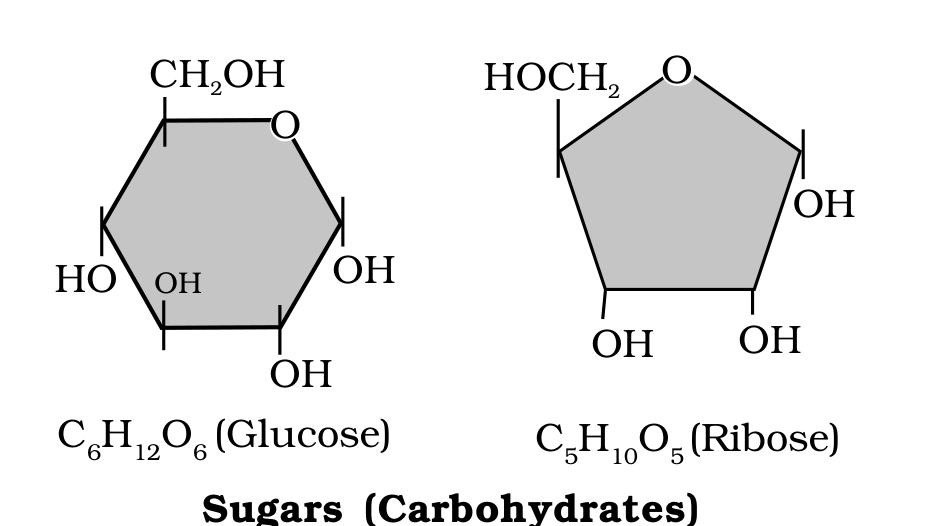 CH₂OH
O
HO
OH
OH
OH
C₆H₁₂O₆ (Glucose)
HOCH₂
O
OH
OH
OH
C₅H₁₀O₅ (Ribose)
Sugars (Carbohydrates)